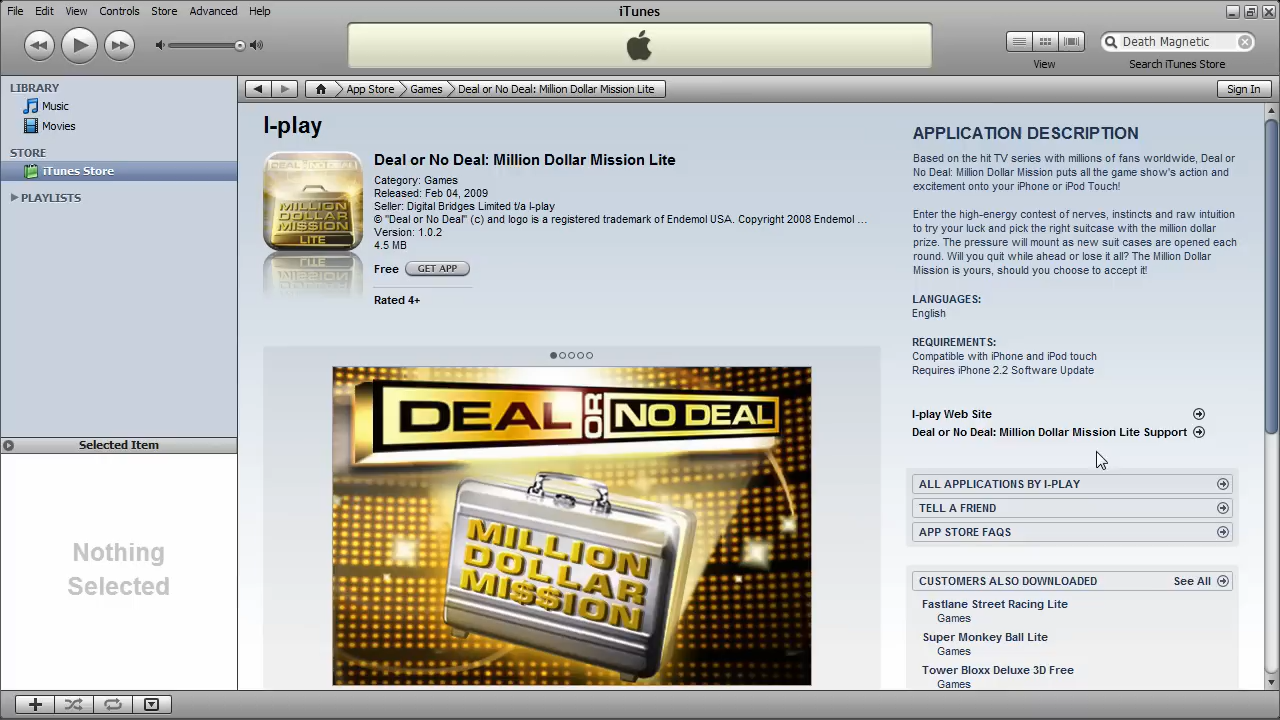 File Edit View Controls Store Advanced Help
iTunes
Death Magnetic
View
Search iTunes Store
LIBRARY
Music
Movies
STORE
iTunes Store
PLAYLISTS
App Store Games Deal or No Deal: Million Dollar Mission Lite
Sign In
I-play
DEAL OR NO DEAL
MILLION
DOLLAR
MISSION
LITE
Deal or No Deal: Million Dollar Mission Lite
Category: Games
Released: Feb 04, 2009
Seller: Digital Bridges Limited t/a I-play
© "Deal or No Deal" (c) and logo is a registered trademark of Endemol USA. Copyright 2008 Endemol ...
Version: 1.0.2
4.5 MB
Free GET APP
Rated 4+
DEAL OR NO DEAL
MILLION
DOLLAR
MI$$ION
APPLICATION DESCRIPTION
Based on the hit TV series with millions of fans worldwide, Deal or
No Deal: Million Dollar Mission puts all the game show's action and
excitement onto your iPhone or iPod Touch!
Enter the high-energy contest of nerves, instincts and raw intuition
to try your luck and pick the right suitcase with the million dollar
prize. The pressure will mount as new suit cases are opened each
round. Will you quit while ahead or lose it all? The Million Dollar
Mission is yours, should you choose to accept it!
LANGUAGES:
English
REQUIREMENTS:
Compatible with iPhone and iPod touch
Requires iPhone 2.2 Software Update
I-play Web Site
Deal or No Deal: Million Dollar Mission Lite Support
ALL APPLICATIONS BY I-PLAY
TELL A FRIEND
APP STORE FAQS
CUSTOMERS ALSO DOWNLOADED See All
Fastlane Street Racing Lite
Games
Super Monkey Ball Lite
Games
Tower Bloxx Deluxe 3D Free
Games
Selected Item
Nothing
Selected